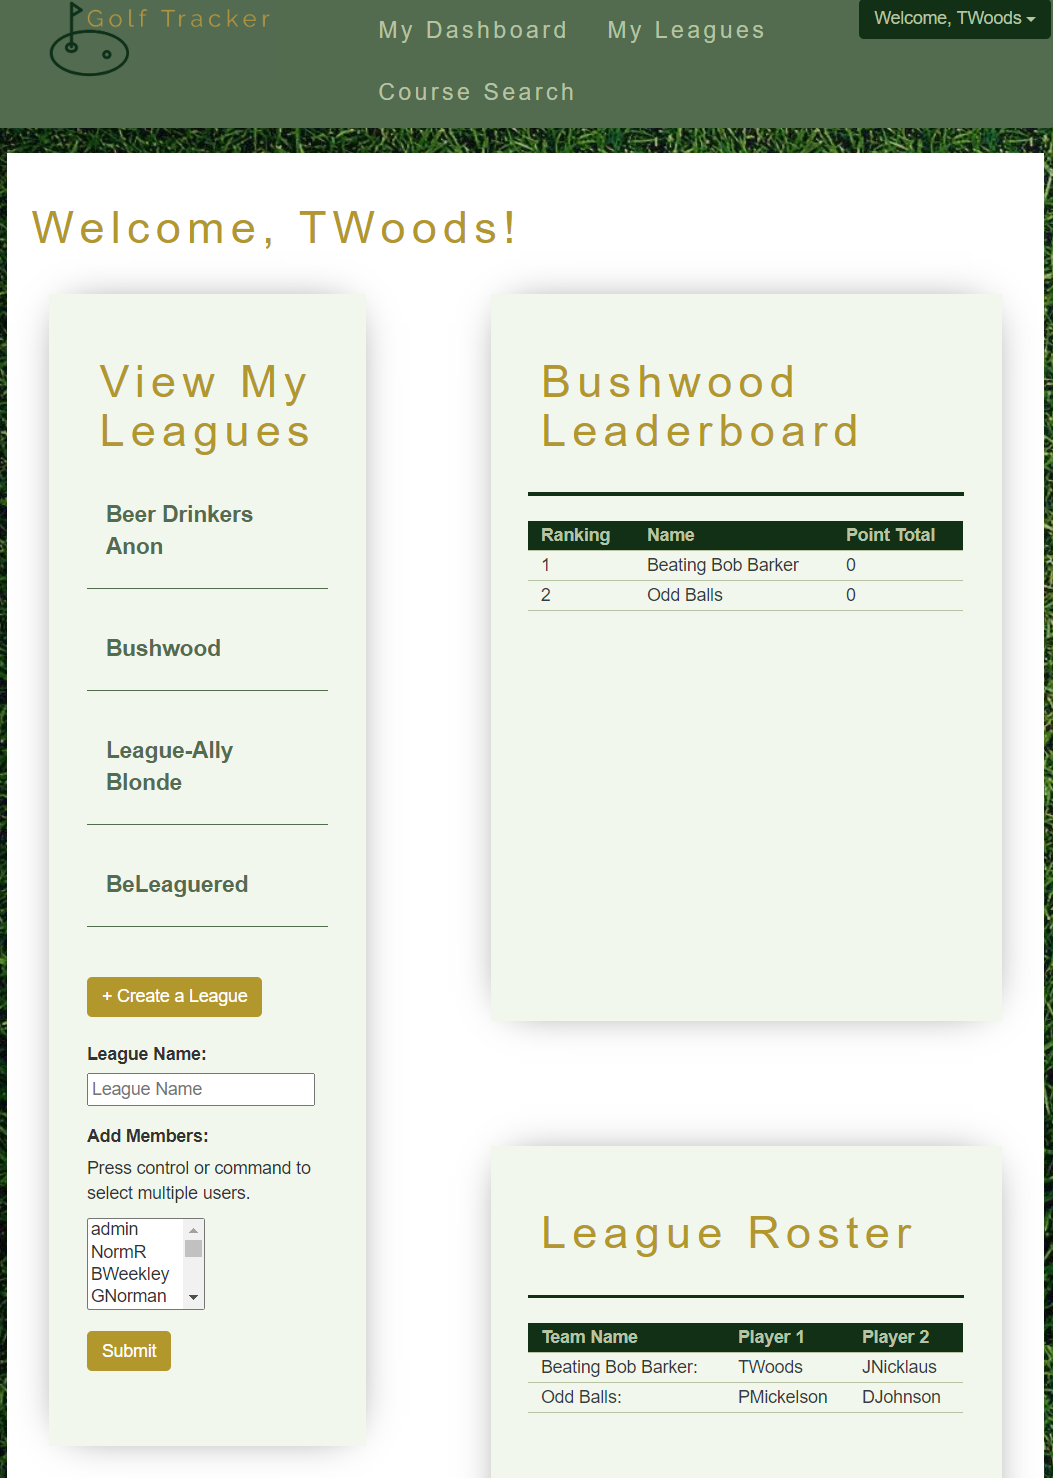 Golf Tracker
My Dashboard
My Leagues
Welcome, TWoods
Course Search
Welcome, TWoods!
View My
Leagues
Beer Drinkers
Anon
Bushwood
League-Ally
Blonde
BeLeaguered
+ Create a League
League Name:
League Name
Add Members:
Press control or command to
select multiple users.
admin
NormR
BWeekley
GNorman
Submit
Bushwood
Leaderboard
Ranking Name Point Total
1 Beating Bob Barker 0
2 Odd Balls 0
League Roster
Team Name Player 1 Player 2
Beating Bob Barker: TWoods JNicklaus
Odd Balls: PMickelson DJohnson